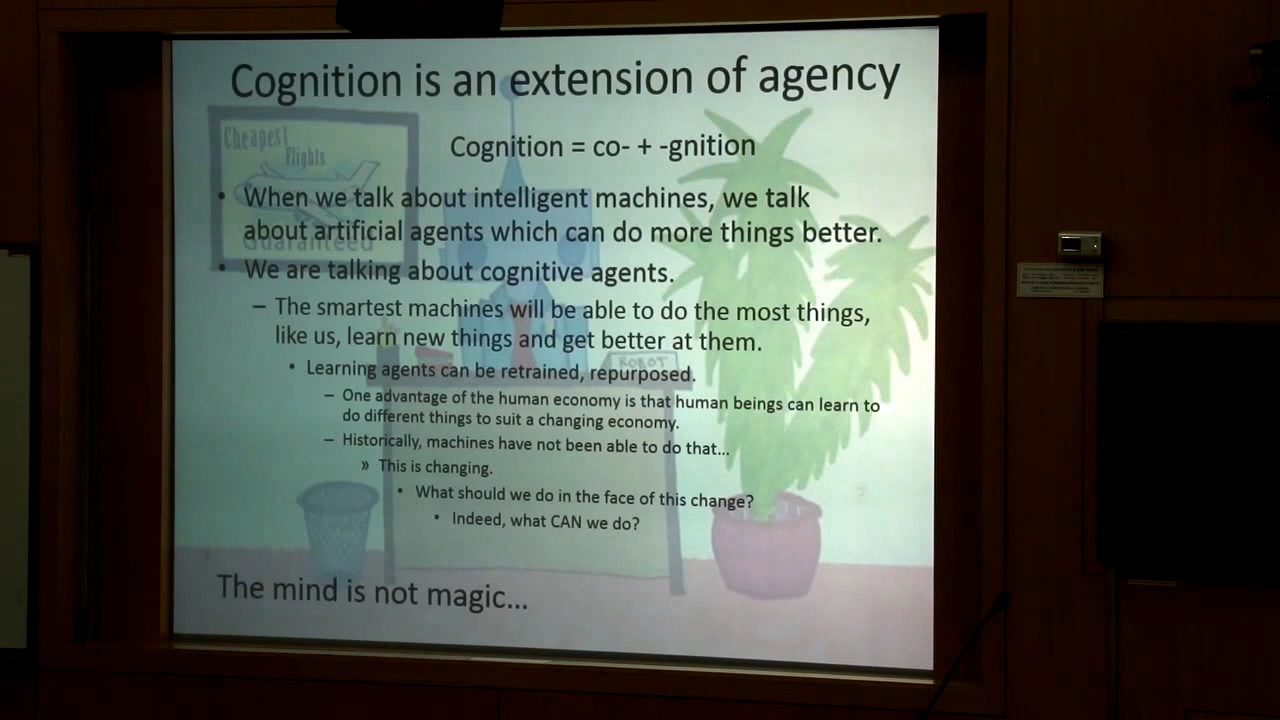 Cognition is an extension of agency
Cognition = co- + -gnition
Cheapest
Flights
Guaranteed
• When we talk about intelligent machines, we talk
about artificial agents which can do more things better.
• We are talking about cognitive agents.
– The smartest machines will be able to do the most things,
like us, learn new things and get better at them.
ROBOT
• Learning agents can be retrained, repurposed.
– One advantage of the human economy is that human beings can learn to
do different things to suit a changing economy.
– Historically, machines have not been able to do that...
» This is changing.
• What should we do in the face of this change?
• Indeed, what CAN we do?
The mind is not magic...